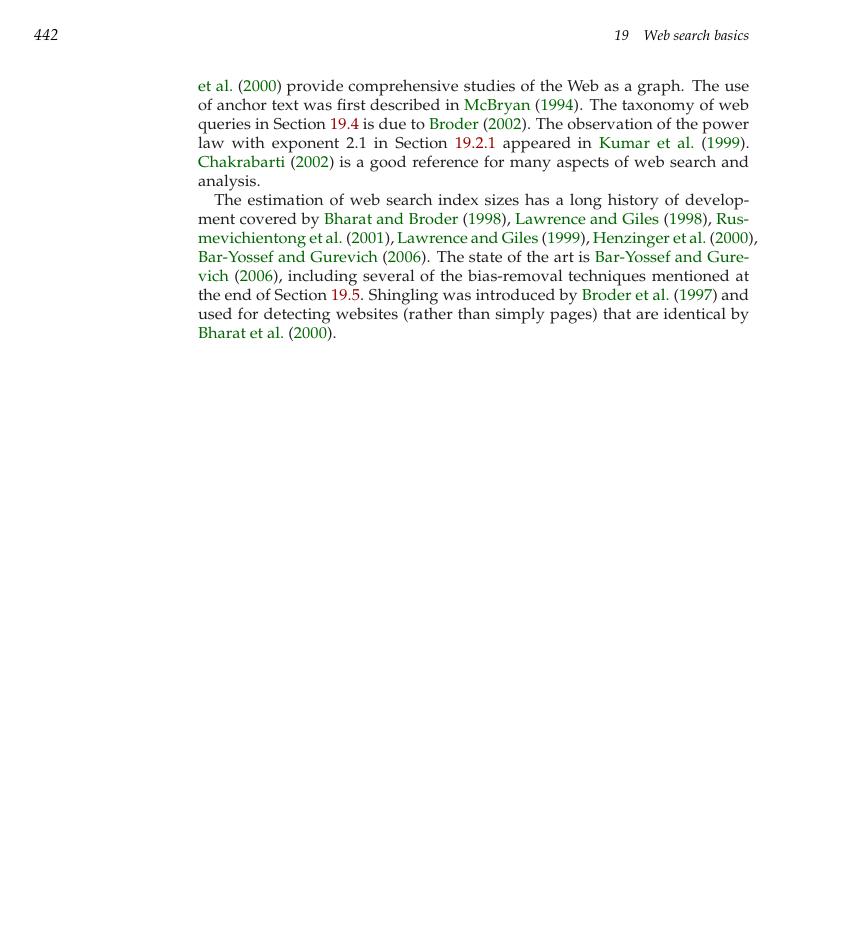 442
19 Web search basics
et al. (2000) provide comprehensive studies of the Web as a graph. The use
of anchor text was first described in McBryan (1994). The taxonomy of web
queries in Section 19.4 is due to Broder (2002). The observation of the power
law with exponent 2.1 in Section 19.2.1 appeared in Kumar et al. (1999).
Chakrabarti (2002) is a good reference for many aspects of web search and
analysis.
The estimation of web search index sizes has a long history of develop-
ment covered by Bharat and Broder (1998), Lawrence and Giles (1998), Rus-
mevichientong et al. (2001), Lawrence and Giles (1999), Henzinger et al. (2000),
Bar-Yossef and Gurevich (2006). The state of the art is Bar-Yossef and Gure-
vich (2006), including several of the bias-removal techniques mentioned at
the end of Section 19.5. Shingling was introduced by Broder et al. (1997) and
used for detecting websites (rather than simply pages) that are identical by
Bharat et al. (2000).